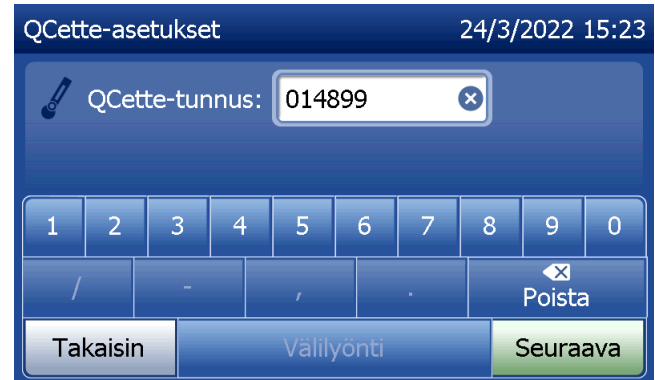 QCette-asetukset 24/3/2022 15:23
QCette-tunnus: 014899
1 2 3 4 5 6 7 8 9 0
/ - , .
Poista
Takaisin Välilyönti Seuraava